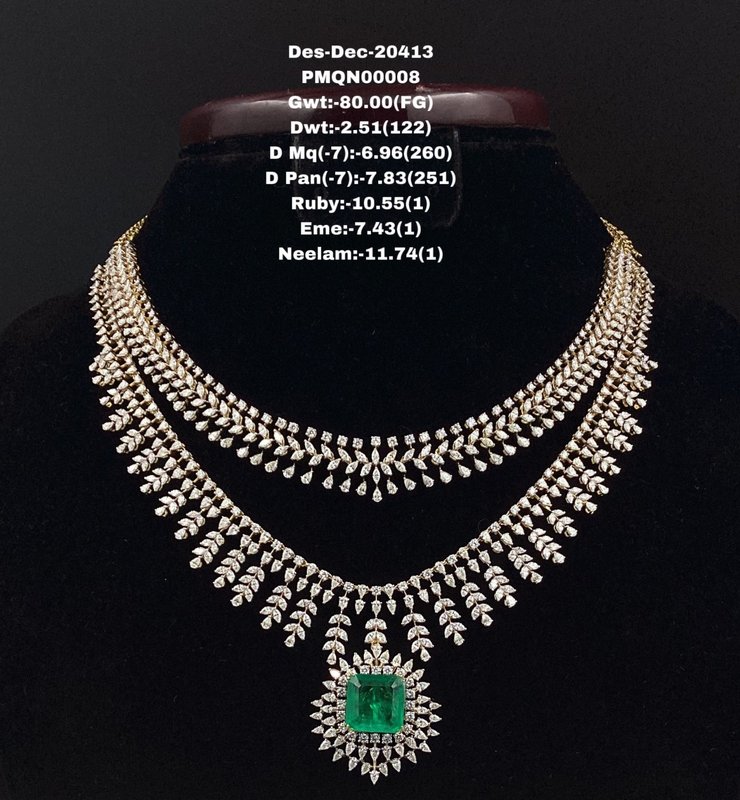 Des-Dec-20413
PMQN00008
Gwt:-80.00(FG)
Dwt:-2.51(122)
D Mq(-7):-6.96(260)
D Pan(-7):-7.83(251)
Ruby:-10.55(1)
Eme:-7.43(1)
Neelam:-11.74(1)